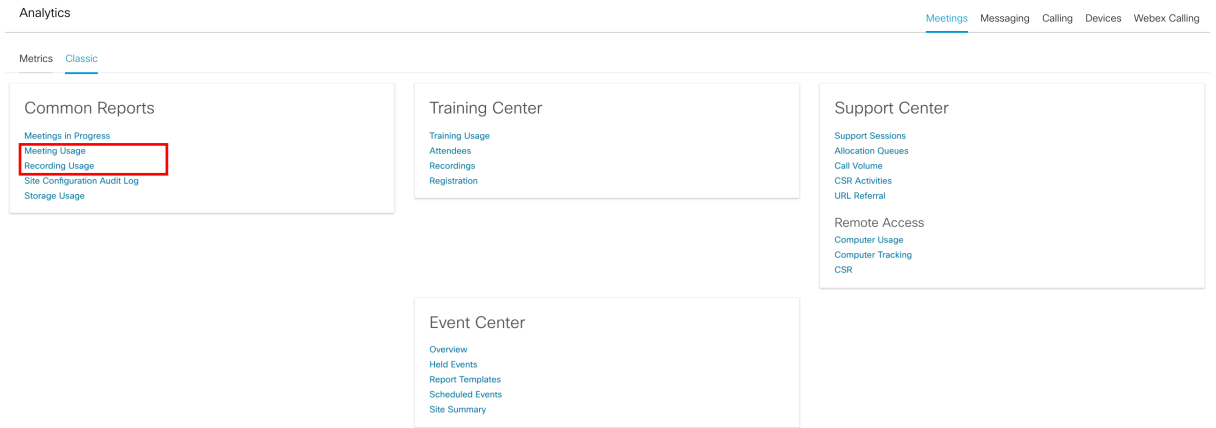 Analytics
Meetings Messaging Calling Devices Webex Calling
Metrics Classic
Common Reports
Meetings in Progress
Meeting Usage
Recording Usage
Site Configuration Audit Log
Storage Usage
Training Center
Training Usage
Attendees
Recordings
Registration
Support Center
Support Sessions
Allocation Queues
Call Volume
CSR Activities
URL Referral
Remote Access
Computer Usage
Computer Tracking
CSR
Event Center
Overview
Held Events
Report Templates
Scheduled Events
Site Summary